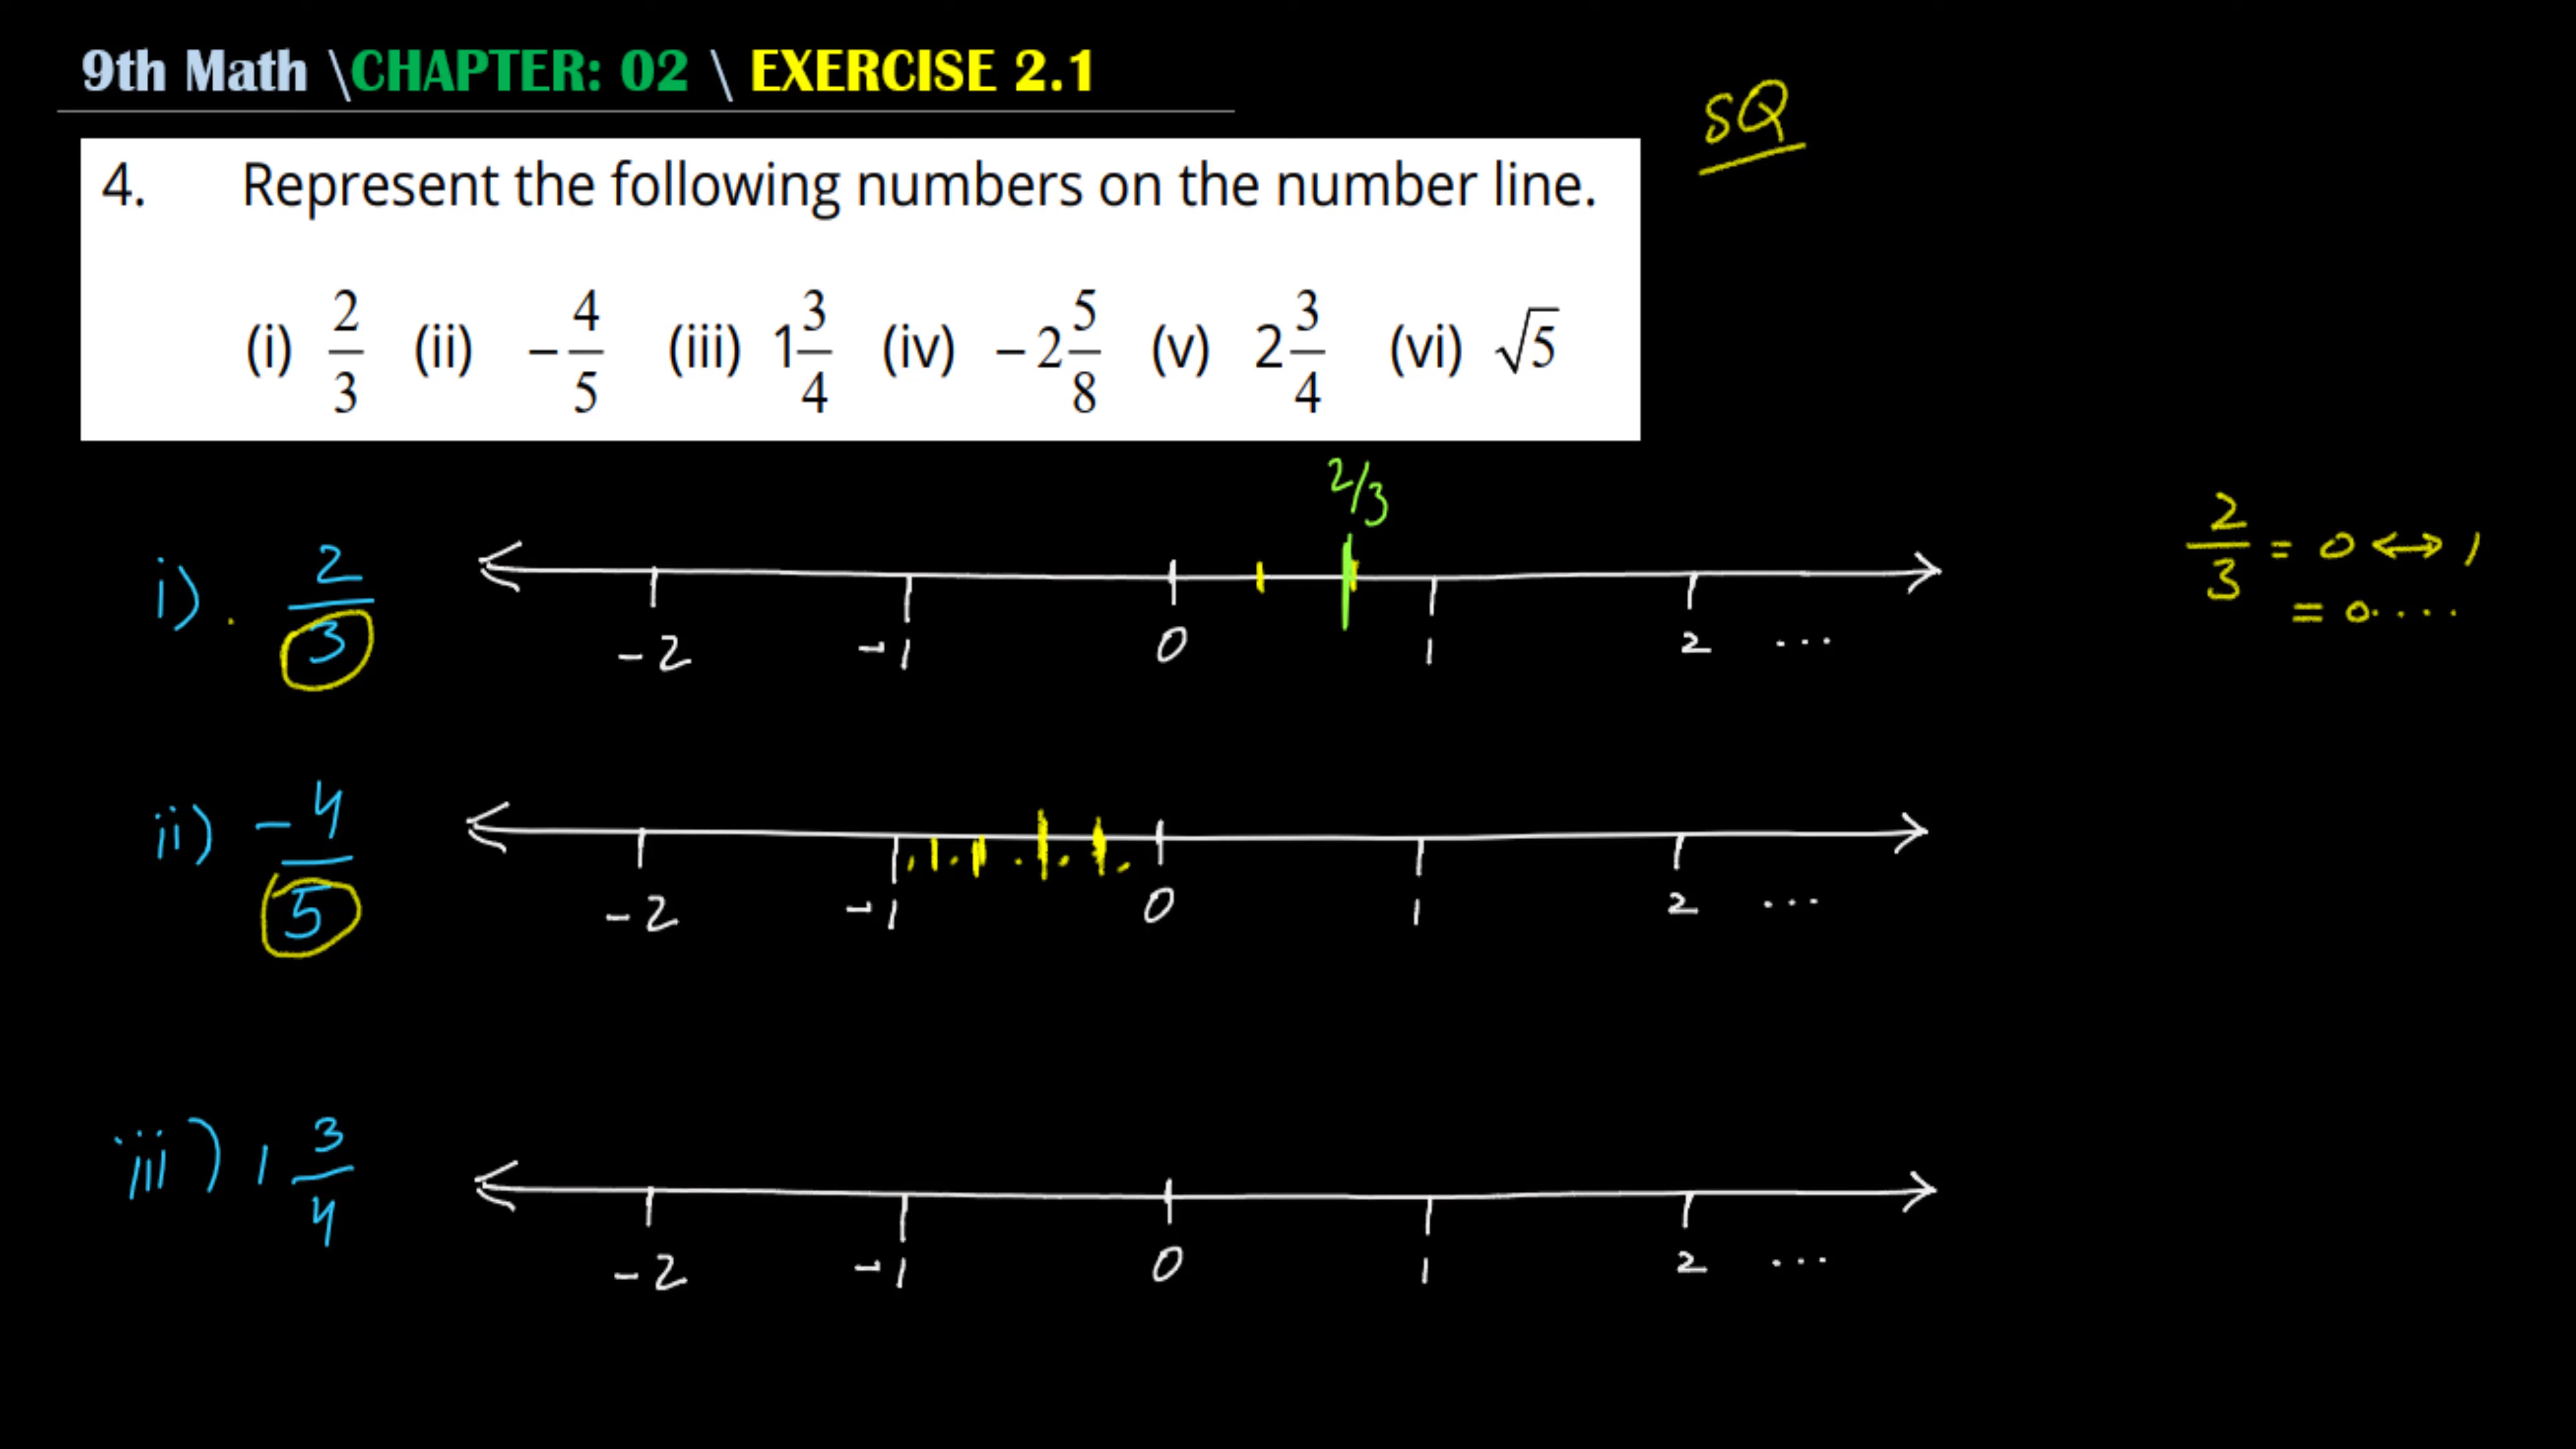 9th Math \CHAPTER: 02 \ EXERCISE 2.1
SQ
4. Represent the following numbers on the number line.
(i) 2/3 (ii) -4/5 (iii) 1 3/4 (iv) -2 5/8 (v) 2 3/4 (vi) √5
2/3
i). 2/3
-2 -1 0 1 2 ...
2/3 = 0 ↔ 1
= 0....
ii) -4/5
-2 -1 0 1 2 ...
iii) 1 3/4
-2 -1 0 1 2 ...